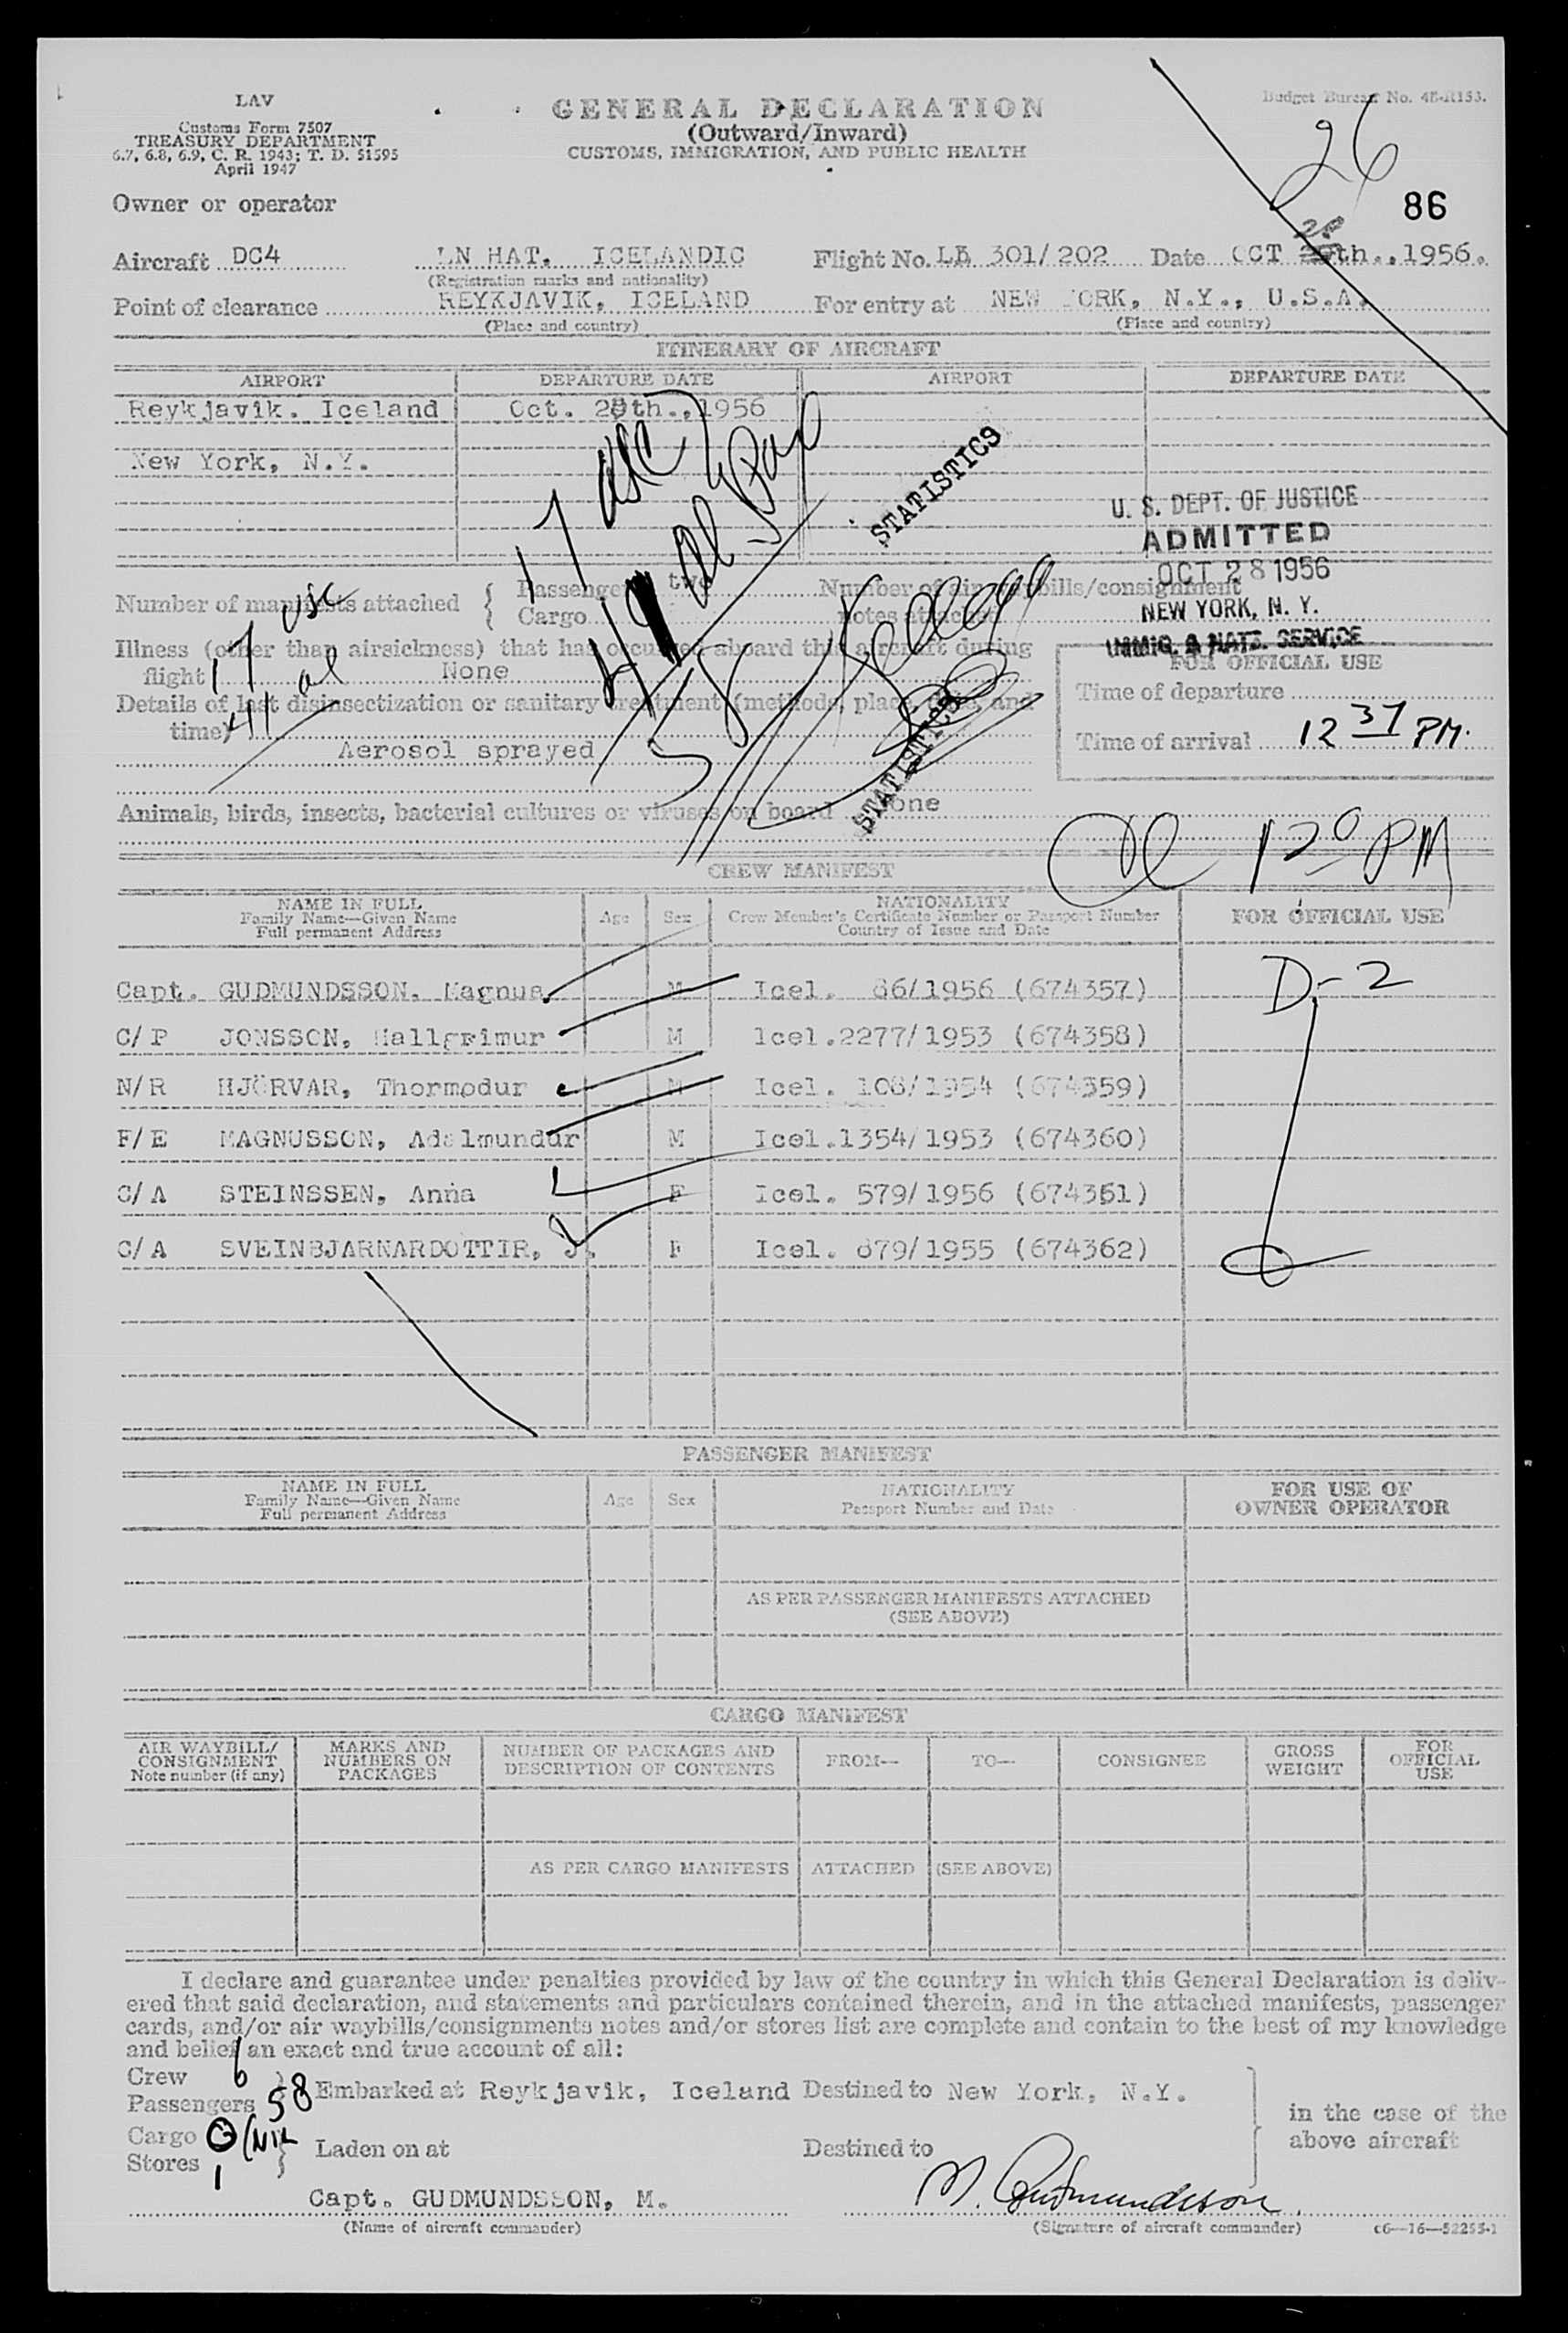 LAV
Customs Form 7507
TREASURY DEPARTMENT
6.7, 6.8, 6.9, C. R. 1943; T. D. 51595
April 1947
GENERAL DECLARATION
(Outward/Inward)
CUSTOMS, IMMIGRATION, AND PUBLIC HEALTH
Budget Bureau No. 48-R153.
26
86
Owner or operator
28
Aircraft DC4 LN HAT. ICELANDIC Flight No. LL 301/202 Date OCT th., 1956.
(Registration marks and nationality)
Point of clearance REYKJAVIK, ICELAND For entry at NEW YORK, N.Y., U.S.A.
(Place and country) (Place and country)
ITINERARY OF AIRCRAFT
AIRPORT DEPARTURE DATE AIRPORT DEPARTURE DATE
Reykjavik. Iceland Oct. 28th., 1956
New York, N.Y.
17 usc
41 al
58
STATISTICS
U. S. DEPT. OF JUSTICE
ADMITTED
OCT 28 1956
NEW YORK, N. Y.
IMMIG. & NATZ. SERVICE
Number of manifests attached { Passenger two Number of air waybills/consignment
Cargo notes attached
usc
Illness (other than airsickness) that has occurred aboard this aircraft during
flight None
17 al
Details of last disinsectization or sanitary treatment (methods, place, date, and
time) 41
Aerosol sprayed
FOR OFFICIAL USE
Time of departure
Time of arrival 12 37 PM.
STATISTICS
Animals, birds, insects, bacterial cultures or viruses on board None
1 20 PM
CREW MANIFEST
NAME IN FULL Age Sex NATIONALITY FOR OFFICIAL USE
Family Name—Given Name Crew Member's Certificate Number or Passport Number
Full permanent Address Country of Issue and Date
Capt. GUDMUNDSSON, Magnus M Icel. 86/1956 (674357) D-2
C/P JONSSON, Hallgrimur M Icel.2277/1953 (674358)
N/R HJÖRVAR, Thormodur M Icel. 108/1954 (674359)
F/E MAGNUSSON, Adalmundur M Icel.1354/1953 (674360)
C/A STEINSSEN, Anna F Icel. 579/1956 (674361)
C/A SVEINBJARNARDOTTIR, J. F Icel. 679/1955 (674362)
PASSENGER MANIFEST
NAME IN FULL Age Sex NATIONALITY FOR USE OF
Family Name—Given Name Passport Number and Date OWNER OPERATOR
Full permanent Address
AS PER PASSENGER MANIFESTS ATTACHED
(SEE ABOVE)
CARGO MANIFEST
AIR WAYBILL/ MARKS AND NUMBER OF PACKAGES AND FROM— TO— CONSIGNEE GROSS FOR
CONSIGNMENT NUMBERS ON DESCRIPTION OF CONTENTS WEIGHT OFFICIAL
Note number (if any) PACKAGES USE
AS PER CARGO MANIFESTS ATTACHED (SEE ABOVE)
I declare and guarantee under penalties provided by law of the country in which this General Declaration is deliv-
ered that said declaration, and statements and particulars contained therein, and in the attached manifests, passenger
cards, and/or air waybills/consignments notes and/or stores list are complete and contain to the best of my knowledge
and belief an exact and true account of all:
Crew 6
Passengers 58 } Embarked at Reykjavik, Iceland Destined to New York, N.Y.
in the case of the
above aircraft
Cargo (NIL
Stores 1 } Laden on at Destined to
Capt. GUDMUNDSSON, M. M. Gudmundsson
(Name of aircraft commander) (Signature of aircraft commander) c6—16—52255-1